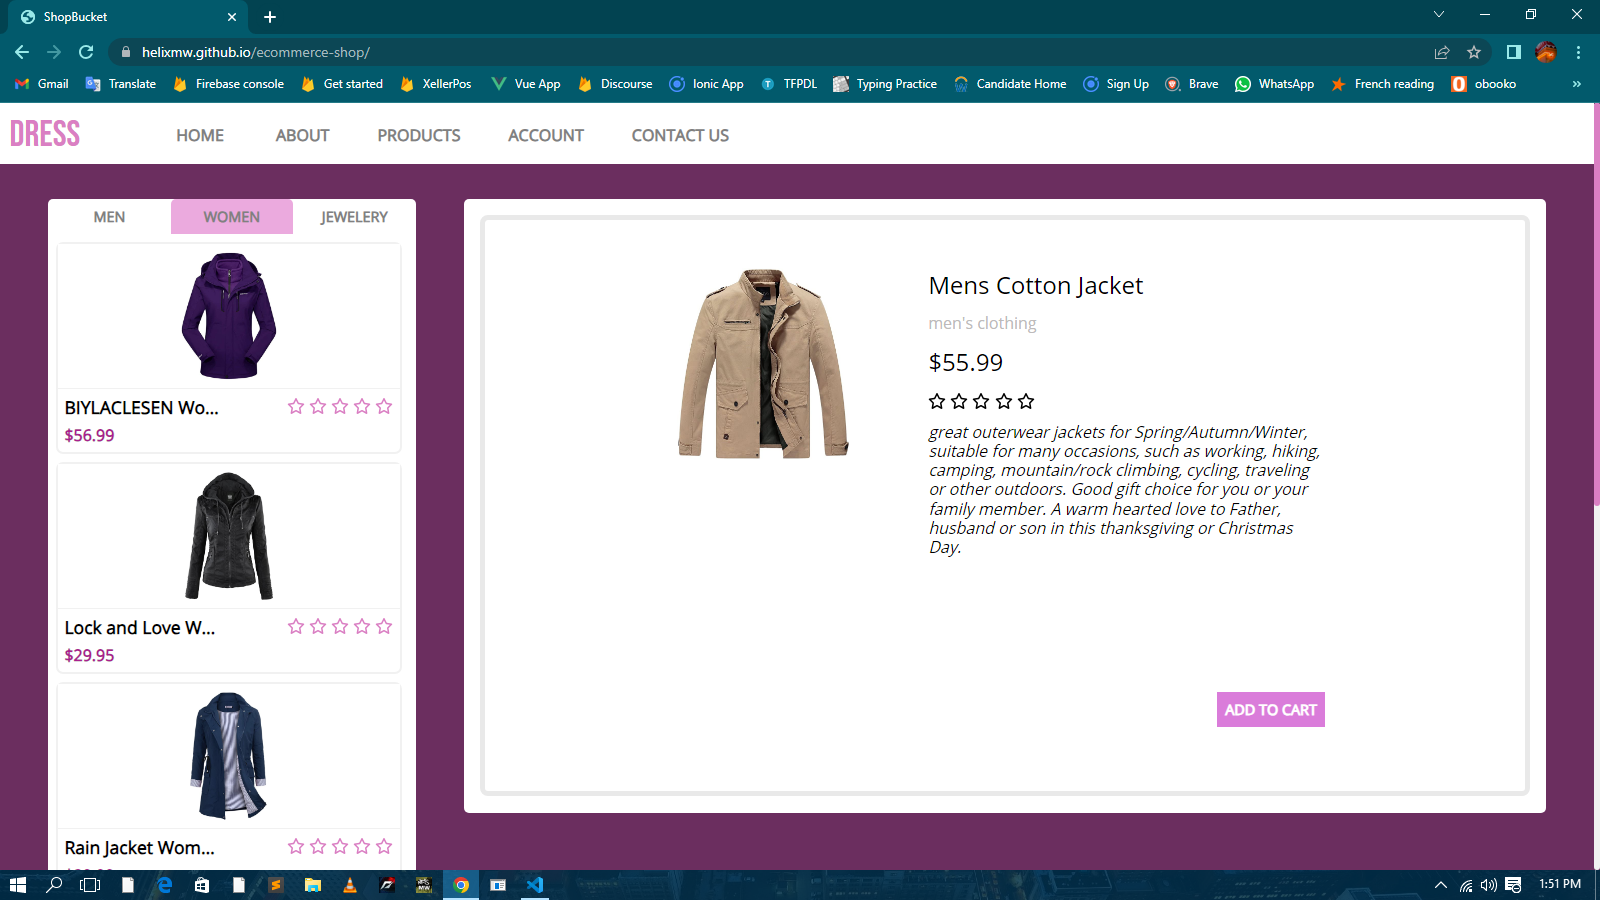 ShopBucket
helixmw.github.io/ecommerce-shop/
Gmail Translate Firebase console Get started XellerPos Vue App Discourse Ionic App TFPDL Typing Practice Candidate Home Sign Up Brave WhatsApp French reading obooko
DRESS HOME ABOUT PRODUCTS ACCOUNT CONTACT US
MEN WOMEN JEWELERY
BIYLACLESEN Wo...
$56.99
Lock and Love W...
$29.95
Rain Jacket Wom...
Mens Cotton Jacket
men's clothing
$55.99
great outerwear jackets for Spring/Autumn/Winter,
suitable for many occasions, such as working, hiking,
camping, mountain/rock climbing, cycling, traveling
or other outdoors. Good gift choice for you or your
family member. A warm hearted love to Father,
husband or son in this thanksgiving or Christmas
Day.
ADD TO CART
1:51 PM